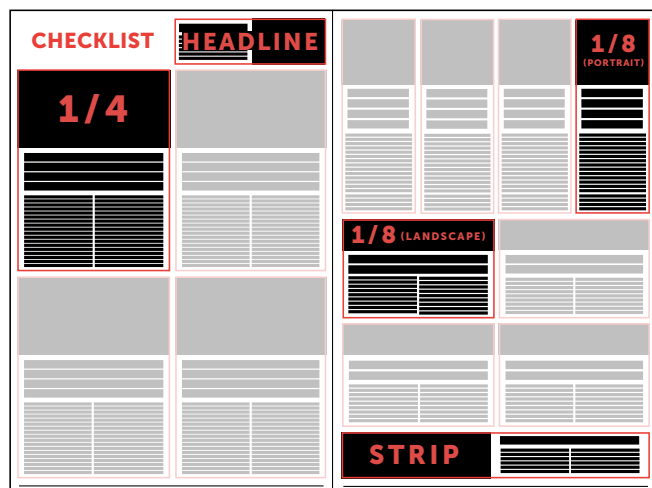 CHECKLIST
HEADLINE
1/4
1/8
(PORTRAIT)
1/8 (LANDSCAPE)
STRIP